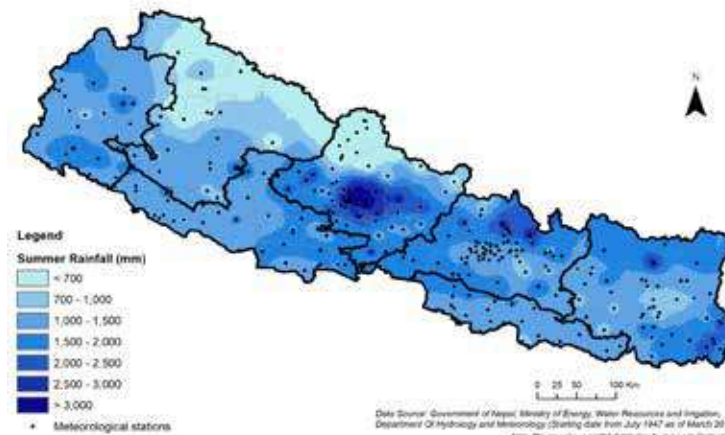 N
Legend
Summer Rainfall (mm)
< 700
700 - 1,000
1,000 - 1,500
1,500 - 2,000
2,000 - 2,500
2,500 - 3,000
> 3,000
Meteorological stations
0 25 50 100 Km
Data Source: Government of Nepal, Ministry of Energy, Water Resources and Irrigation,
Department Of Hydrology and Meteorology (Starting date from July 1947 as of March 20